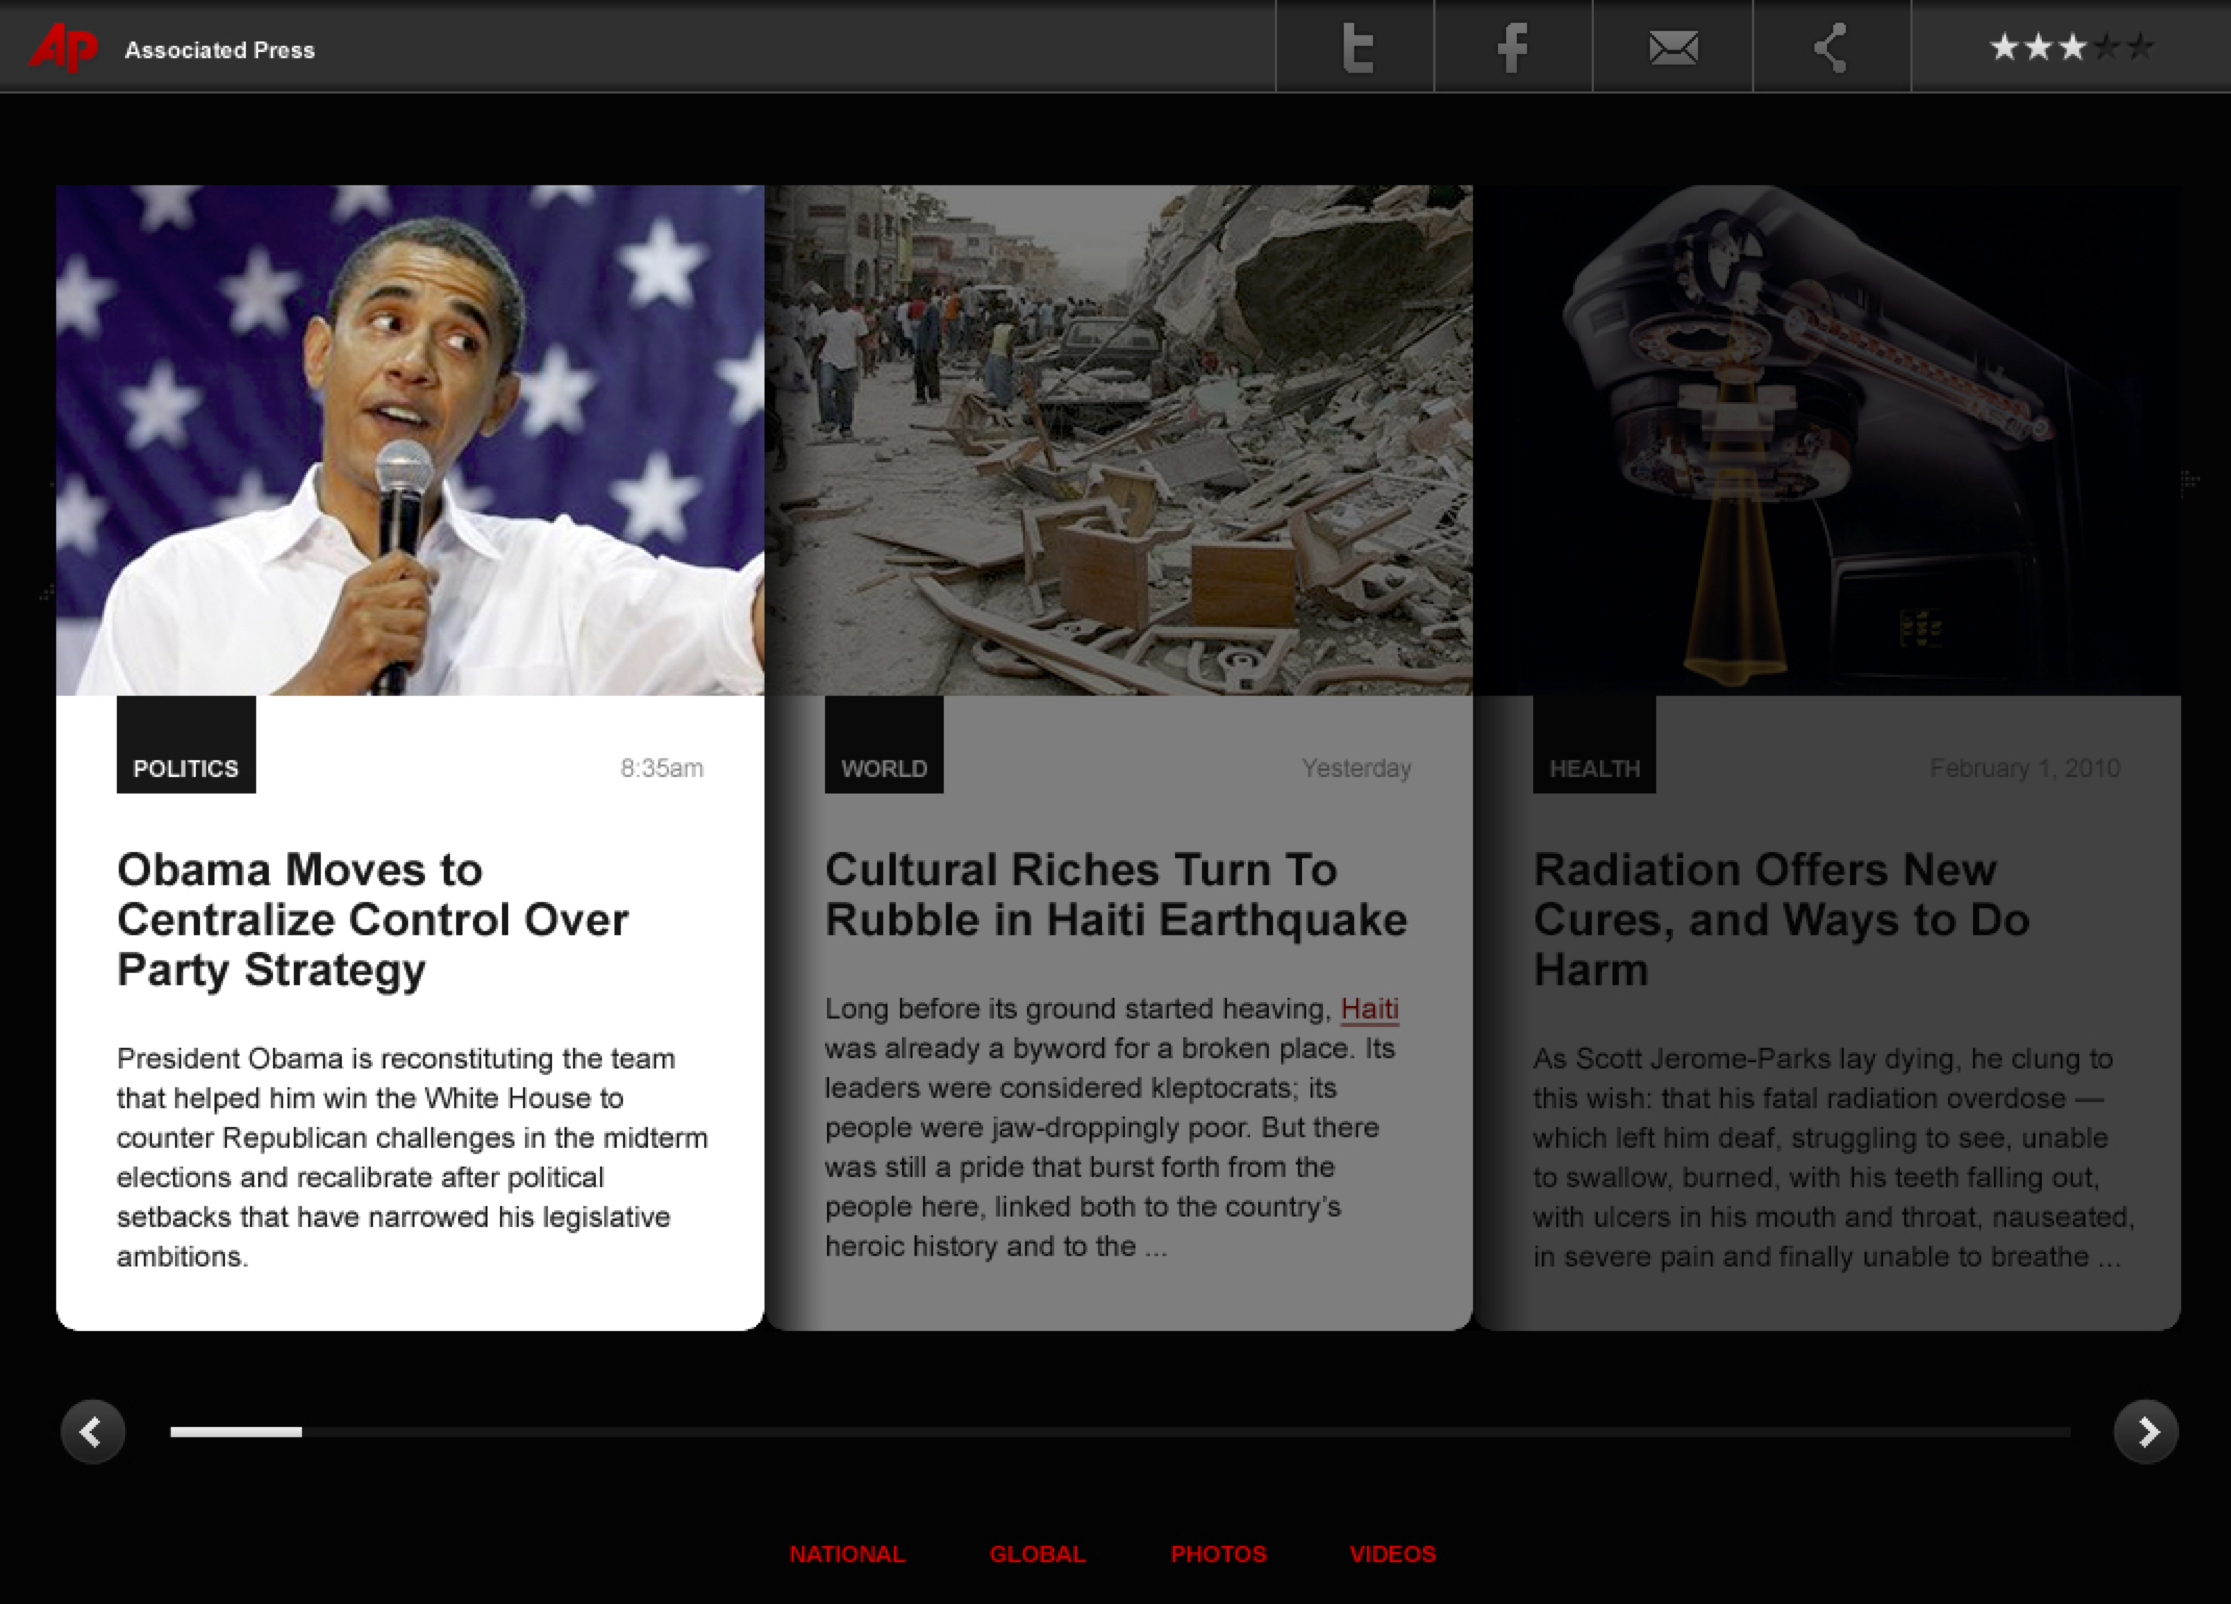 AP Associated Press
POLITICS 8:35am
Obama Moves to
Centralize Control Over
Party Strategy
President Obama is reconstituting the team
that helped him win the White House to
counter Republican challenges in the midterm
elections and recalibrate after political
setbacks that have narrowed his legislative
ambitions.
WORLD Yesterday
Cultural Riches Turn To
Rubble in Haiti Earthquake
Long before its ground started heaving, Haiti
was already a byword for a broken place. Its
leaders were considered kleptocrats; its
people were jaw-droppingly poor. But there
was still a pride that burst forth from the
people here, linked both to the country’s
heroic history and to the ...
HEALTH February 1, 2010
Radiation Offers New
Cures, and Ways to Do
Harm
As Scott Jerome-Parks lay dying, he clung to
this wish: that his fatal radiation overdose —
which left him deaf, struggling to see, unable
to swallow, burned, with his teeth falling out,
with ulcers in his mouth and throat, nauseated,
in severe pain and finally unable to breathe ...
NATIONAL GLOBAL PHOTOS VIDEOS